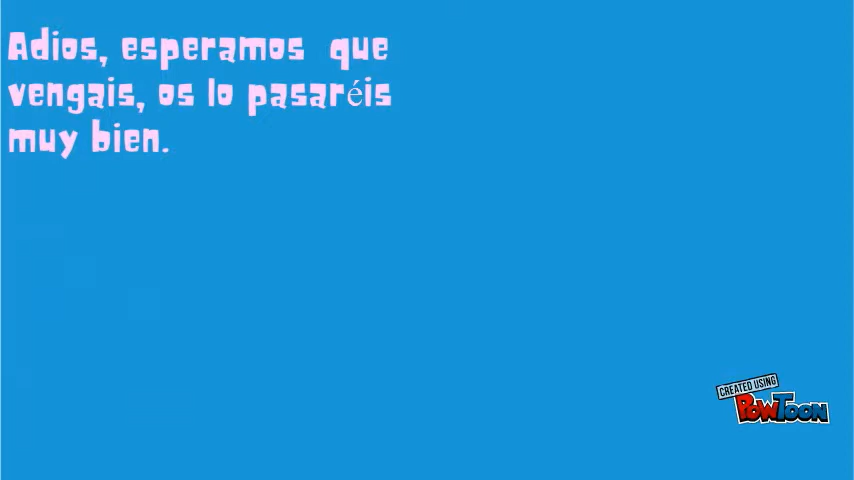 Adios, esperamos que
vengais, os lo pasaréis
muy bien.
CREATED USING
POWTOON